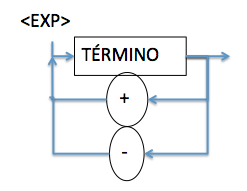 <EXP>
TÉRMINO
+
-